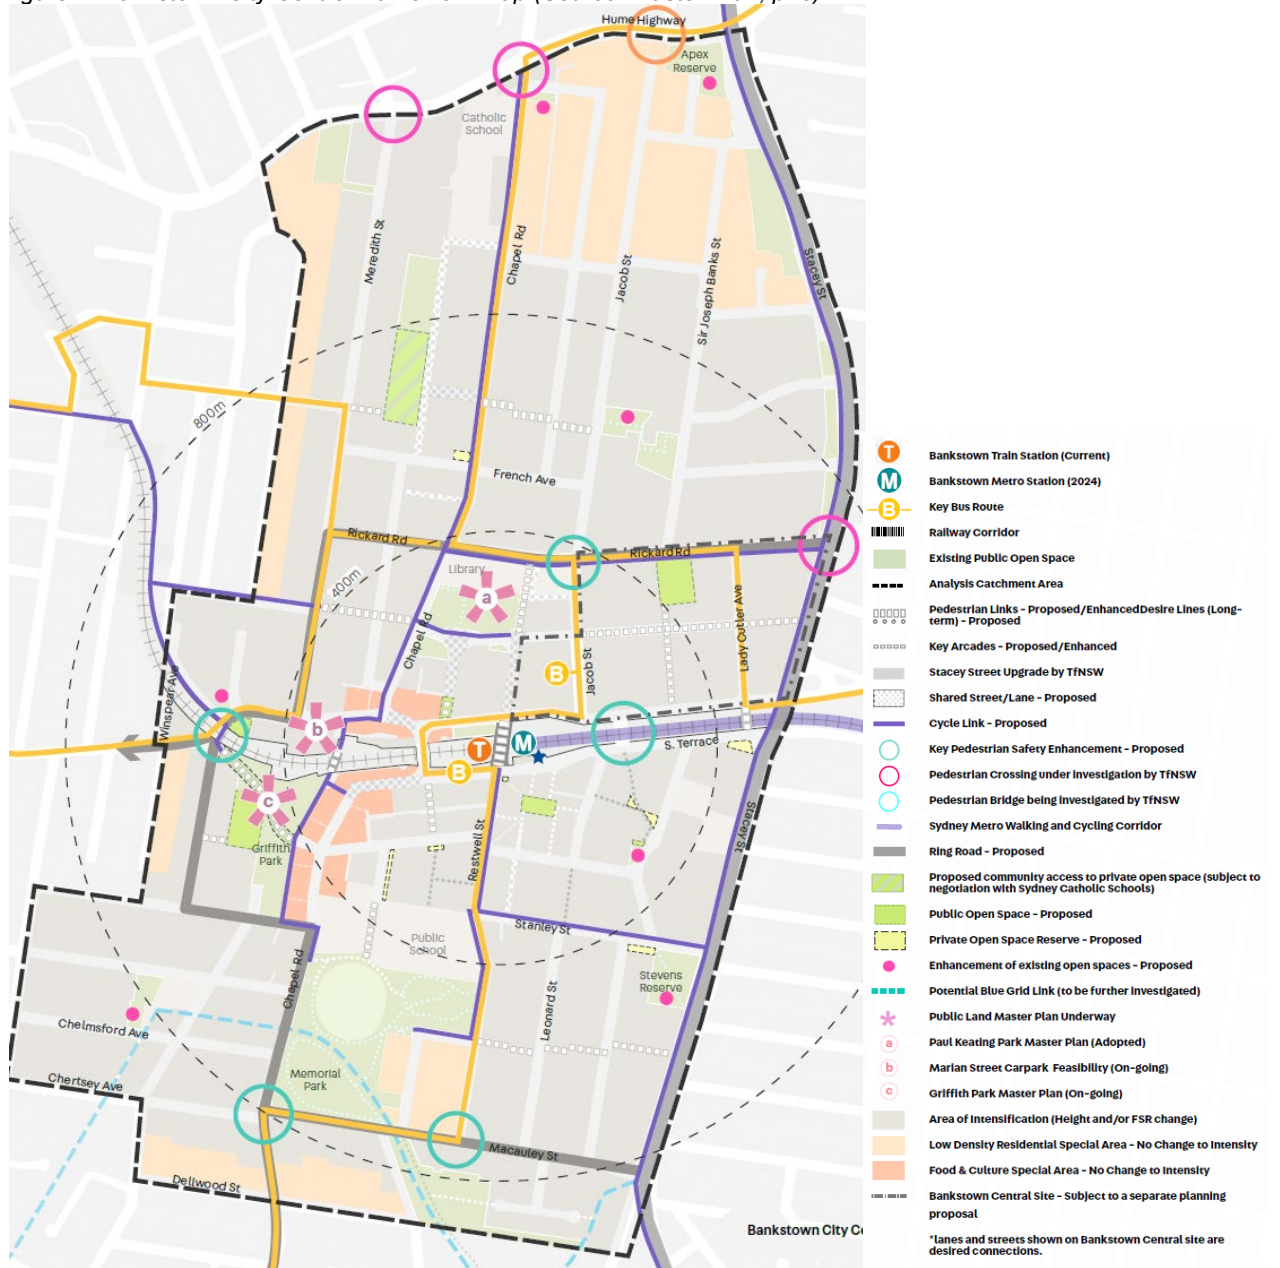 Hume Highway
Apex
Reserve
Catholic
School
Meredith St
Chapel Rd
Jacob St
Sir Joseph Banks St
Stacey St
800m
French Ave
Rickard Rd
Rickard Rd
Library
400m
a
Chapel Rd
Lady Cutler Ave
Jacob St
B
Winspear Ave
b
T
M
S. Terrace
B
c
Stacey St
Griffith
Park
Restwell St
Public
School
Stanley St
Chapel Rd
Stevens
Reserve
Leonard St
Chelmsford Ave
Memorial
Park
Chertsey Ave
Macauley St
Dellwood St
Bankstown City Ce
T
Bankstown Train Station (Current)
M
Bankstown Metro Station (2024)
B
Key Bus Route
Railway Corridor
Existing Public Open Space
Analysis Catchment Area
Pedestrian Links - Proposed/EnhancedDesire Lines (Long-
term) - Proposed
Key Arcades - Proposed/Enhanced
Stacey Street Upgrade by TfNSW
Shared Street/Lane - Proposed
Cycle Link - Proposed
Key Pedestrian Safety Enhancement - Proposed
Pedestrian Crossing under investigation by TfNSW
Pedestrian Bridge being investigated by TfNSW
Sydney Metro Walking and Cycling Corridor
Ring Road - Proposed
Proposed community access to private open space (subject to
negotiation with Sydney Catholic Schools)
Public Open Space - Proposed
Private Open Space Reserve - Proposed
Enhancement of existing open spaces - Proposed
Potential Blue Grid Link (to be further investigated)
Public Land Master Plan Underway
a
Paul Keating Park Master Plan (Adopted)
b
Marian Street Carpark Feasibility (On-going)
c
Griffith Park Master Plan (On-going)
Area of Intensification (Height and/or FSR change)
Low Density Residential Special Area - No Change to Intensity
Food & Culture Special Area - No Change to Intensity
Bankstown Central Site - Subject to a separate planning
proposal
*lanes and streets shown on Bankstown Central site are
desired connections.